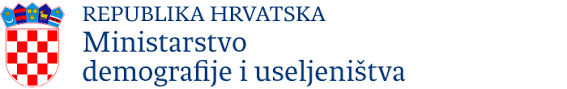 REPUBLIKA HRVATSKA
Ministarstvo
demografije i useljeništva